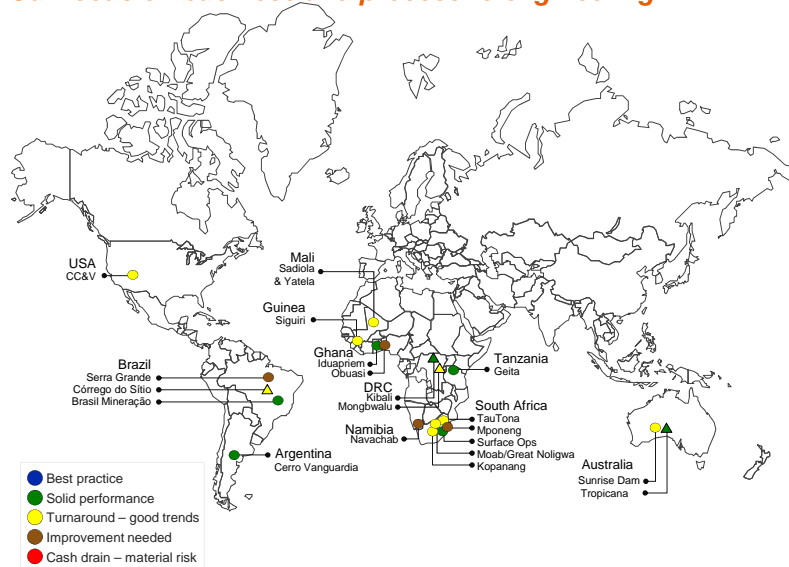 USA
CC&V
Mali
Sadiola
& Yatela
Guinea
Siguiri
Ghana
Iduapriem
Obuasi
Tanzania
Geita
DRC
Kibali
Mongbwalu
Brazil
Serra Grande
Córrego do Sítio
Brasil Mineração
Namibia
Navachab
South Africa
TauTona
Mponeng
Surface Ops
Moab/Great Noligwa
Kopanang
Argentina
Cerro Vanguardia
Australia
Sunrise Dam
Tropicana
Best practice
Solid performance
Turnaround – good trends
Improvement needed
Cash drain – material risk